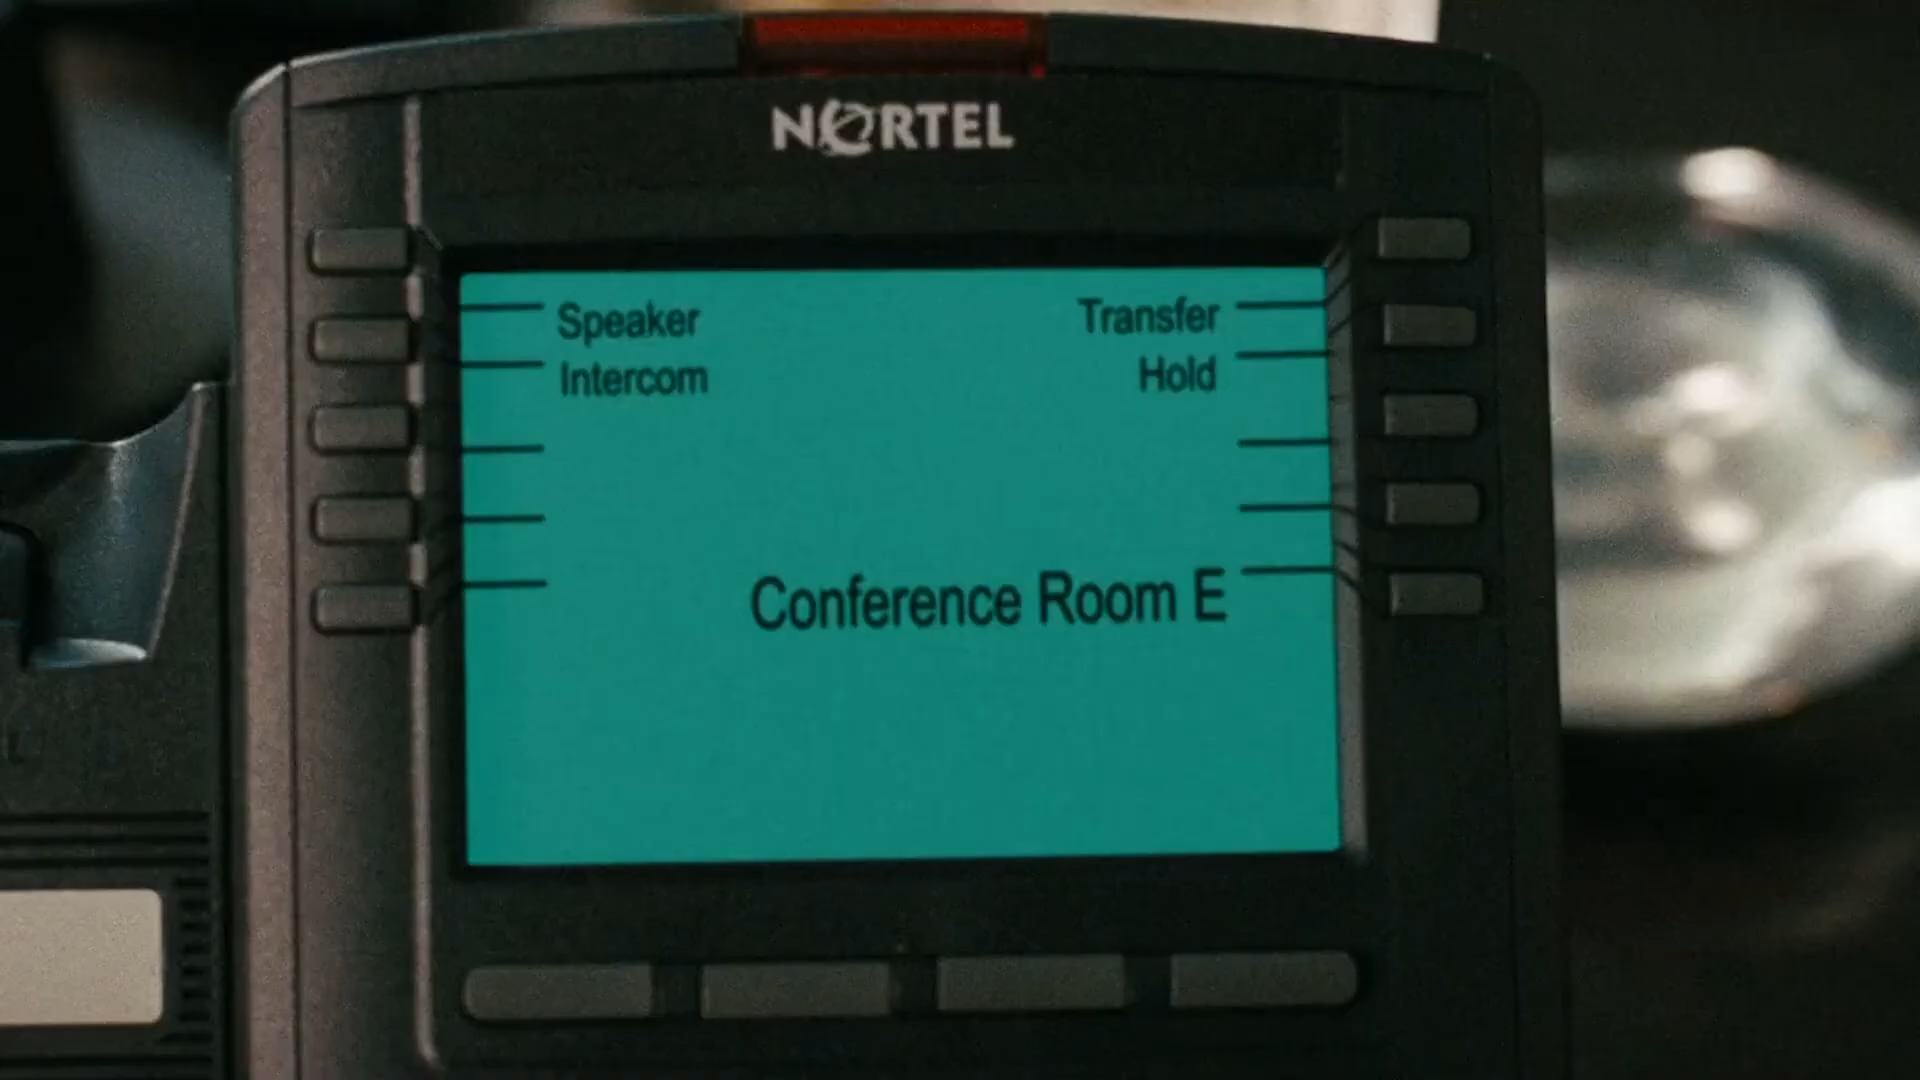 NORTEL
Speaker
Transfer
Intercom
Hold
Conference Room E